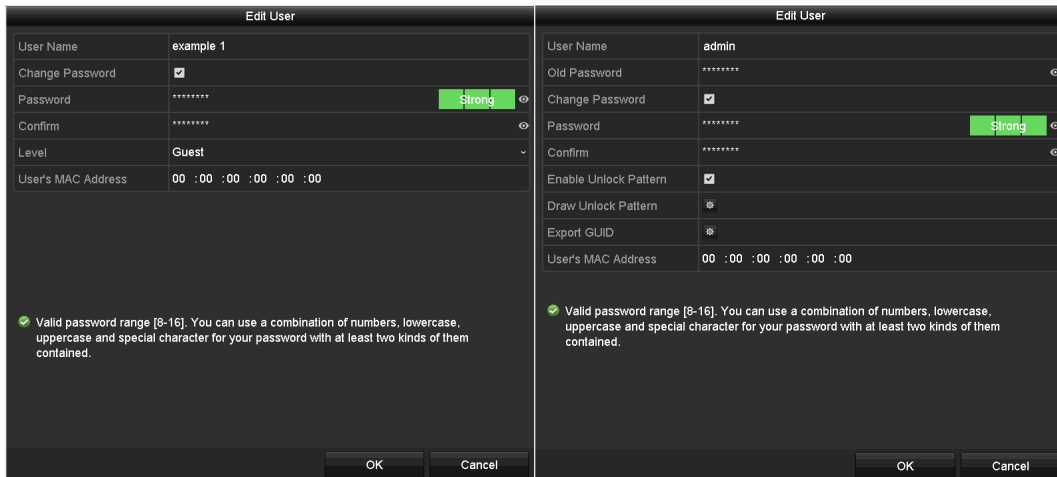 Edit User
User Name example 1
Change Password
Password ******** Strong
Confirm ********
Level Guest
User's MAC Address 00 :00 :00 :00 :00 :00
Valid password range [8-16]. You can use a combination of numbers, lowercase,
uppercase and special character for your password with at least two kinds of them
contained.
OK Cancel
Edit User
User Name admin
Old Password ********
Change Password
Password ******** Strong
Confirm ********
Enable Unlock Pattern
Draw Unlock Pattern
Export GUID
User's MAC Address 00 :00 :00 :00 :00 :00
Valid password range [8-16]. You can use a combination of numbers, lowercase,
uppercase and special character for your password with at least two kinds of them
contained.
OK Cancel